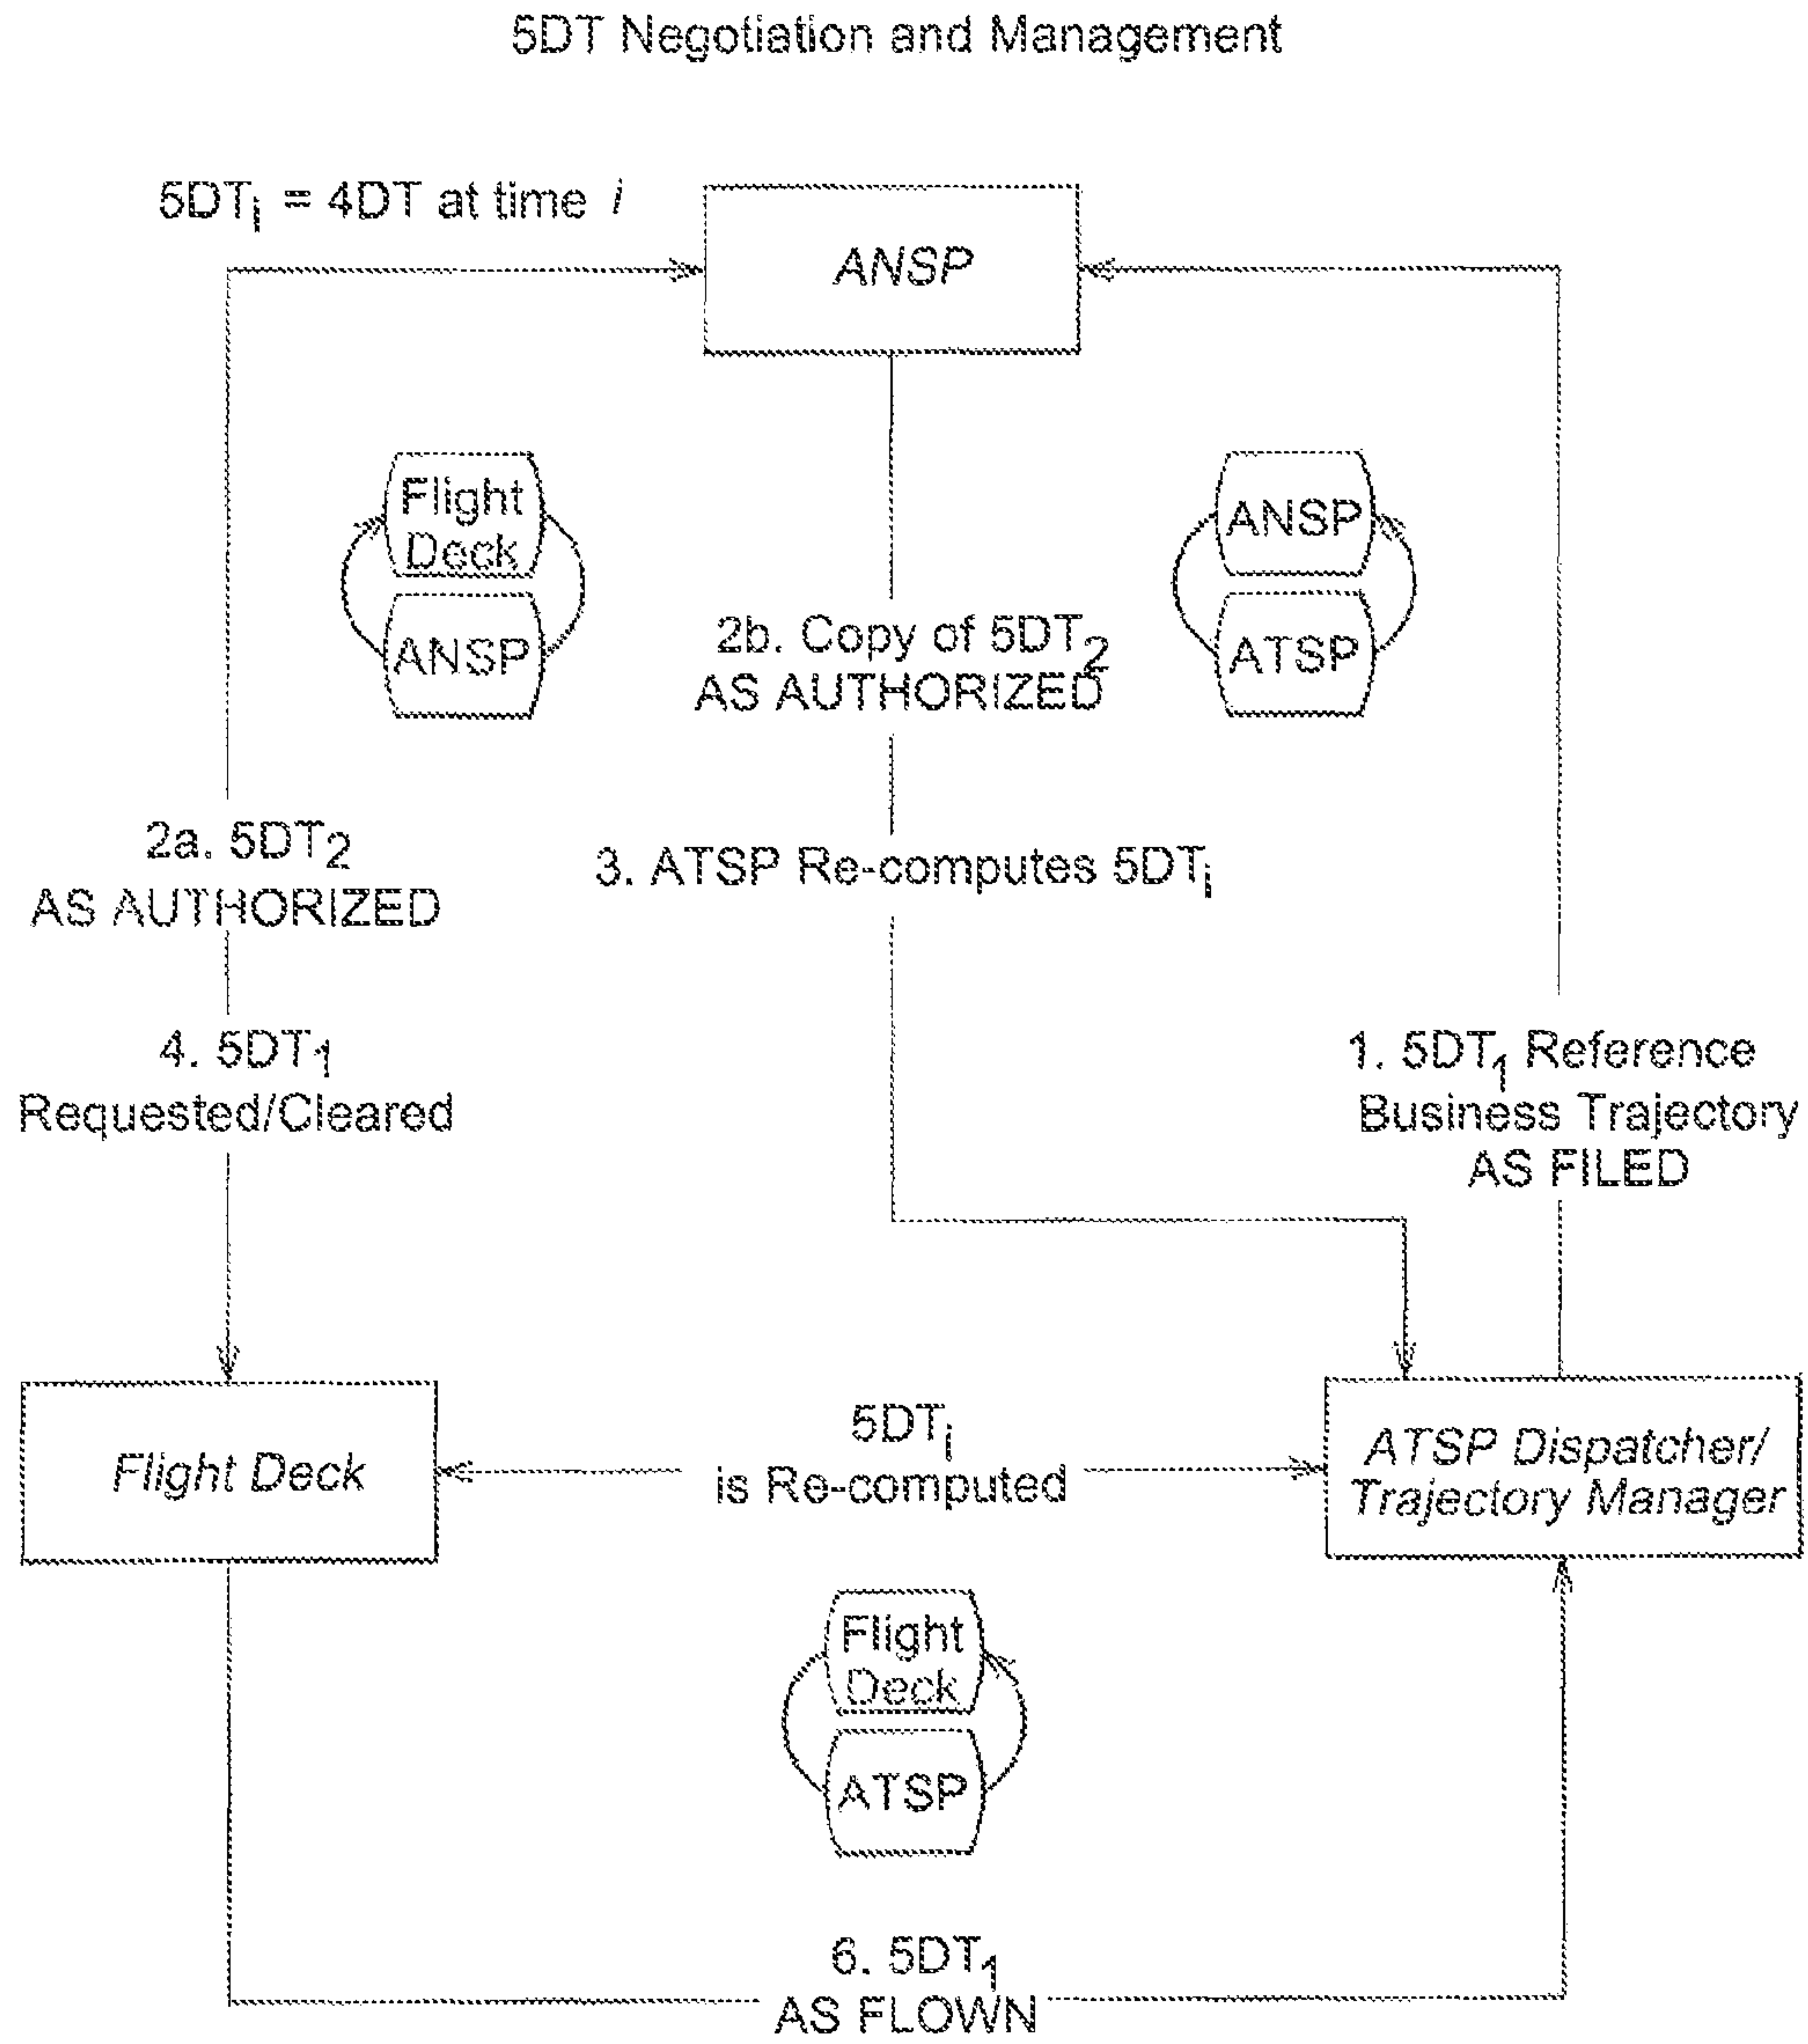 5DT Negotiation and Management
5DTi = 4DT at time i
ANSP
Flight
Deck
ANSP
2b. Copy of 5DT2
AS AUTHORIZED
ANSP
ATSP
2a. 5DT2
AS AUTHORIZED
3. ATSP Re-computes 5DTi
4. 5DT1
Requested/Cleared
1. 5DT1 Reference
Business Trajectory
AS FILED
Flight Deck
5DTi
is Re-computed
ATSP Dispatcher/
Trajectory Manager
Flight
Deck
ATSP
6. 5DT1
AS FLOWN